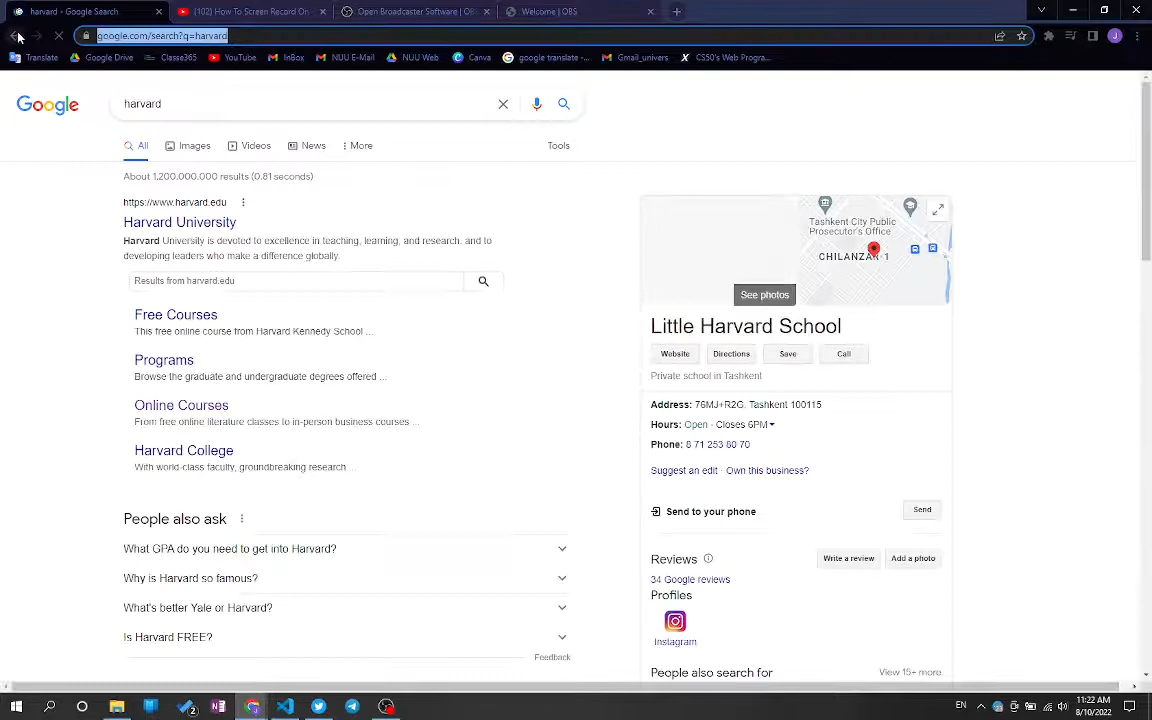 harvard - Google Search
(102) How To Screen Record On
Open Broadcaster Software | OBS
Welcome | OBS
google.com/search?q=harvard
J
Translate
Google Drive
Classe365
YouTube
InBox
NUU E-Mail
NUU Web
Canva
google translate -...
Gmail_univers
X CS50's Web Progra...
Google
harvard
All
Images
Videos
News
More
Tools
About 1,200,000,000 results (0.81 seconds)
https://www.harvard.edu
Harvard University
Harvard University is devoted to excellence in teaching, learning, and research, and to
developing leaders who make a difference globally.
Results from harvard.edu
Free Courses
This free online course from Harvard Kennedy School ...
Programs
Browse the graduate and undergraduate degrees offered ...
Online Courses
From free online literature classes to in-person business courses ...
Harvard College
With world-class faculty, groundbreaking research ...
People also ask
What GPA do you need to get into Harvard?
Why is Harvard so famous?
What's better Yale or Harvard?
Is Harvard FREE?
Feedback
Tashkent City Public
Prosecutor's Office
CHILANZAR-1
See photos
Little Harvard School
Website
Directions
Save
Call
Private school in Tashkent
Address: 76MJ+R2G, Tashkent 100115
Hours: Open · Closes 6PM
Phone: 8 71 253 60 70
Suggest an edit · Own this business?
Send to your phone
Send
Reviews
Write a review
Add a photo
34 Google reviews
Profiles
Instagram
People also search for
View 15+ more
2
EN
11:22 AM
8/10/2022